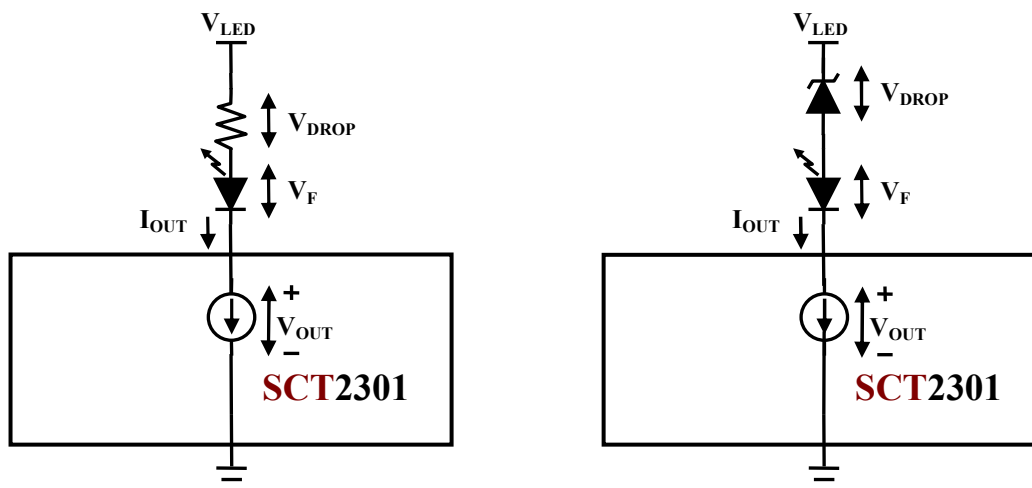 VLED
VDROP
VF
IOUT
+
VOUT
−
SCT2301
VLED
VDROP
VF
IOUT
+
VOUT
−
SCT2301